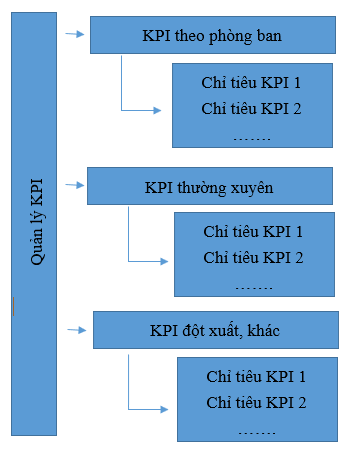 Quản lý KPI
KPI theo phòng ban
Chỉ tiêu KPI 1
Chỉ tiêu KPI 2
…….
KPI thường xuyên
Chỉ tiêu KPI 1
Chỉ tiêu KPI 2
…….
KPI đột xuất, khác
Chỉ tiêu KPI 1
Chỉ tiêu KPI 2
…….